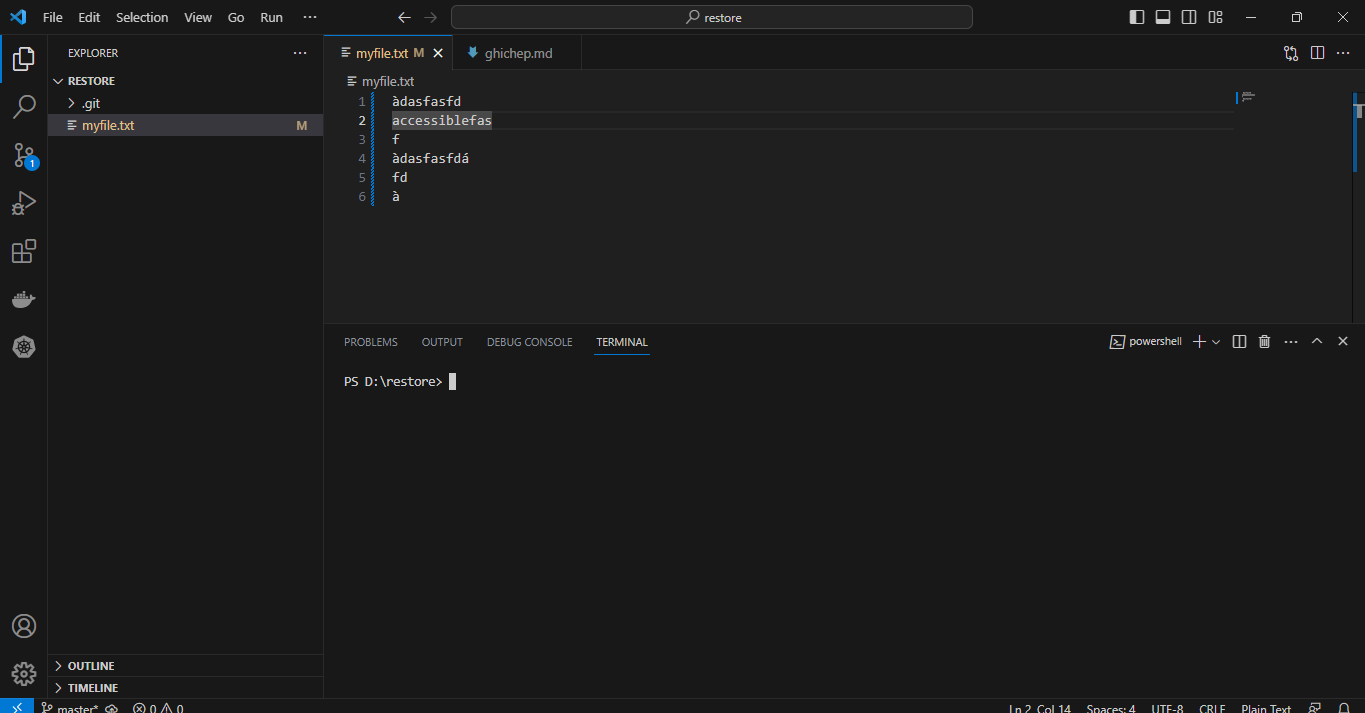 File Edit Selection View Go Run ···
restore
EXPLORER ···
RESTORE
.git
myfile.txt M
1
OUTLINE
TIMELINE
myfile.txt M
ghichep.md
myfile.txt
1 àdasfasfd
2 accessiblefas
3 f
4 àdasfasfdá
5 fd
6 à
PROBLEMS OUTPUT DEBUG CONSOLE TERMINAL
powershell
PS D:\restore>
master* 0 0
Ln 2, Col 14 Spaces: 4 UTF-8 CRLF Plain Text